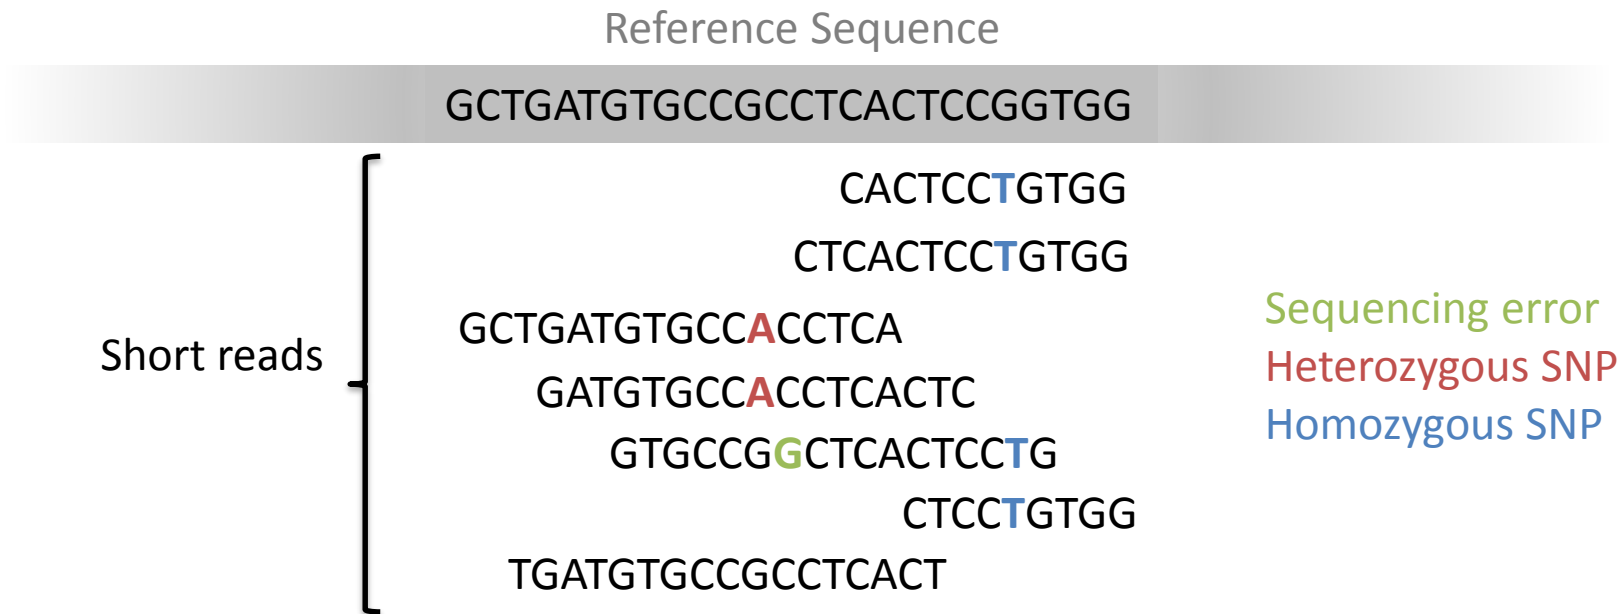 Reference Sequence
GCTGATGTGCCGCCTCACTCCGGTGG
CACTCCTGTGG
CTCACTCCTGTGG
GCTGATGTGCCACCTCA
GATGTGCCACCTCACTC
GTGCCGGCTCACTCCTG
CTCCTGTGG
TGATGTGCCGCCTCACT
Short reads
Sequencing error
Heterozygous SNP
Homozygous SNP